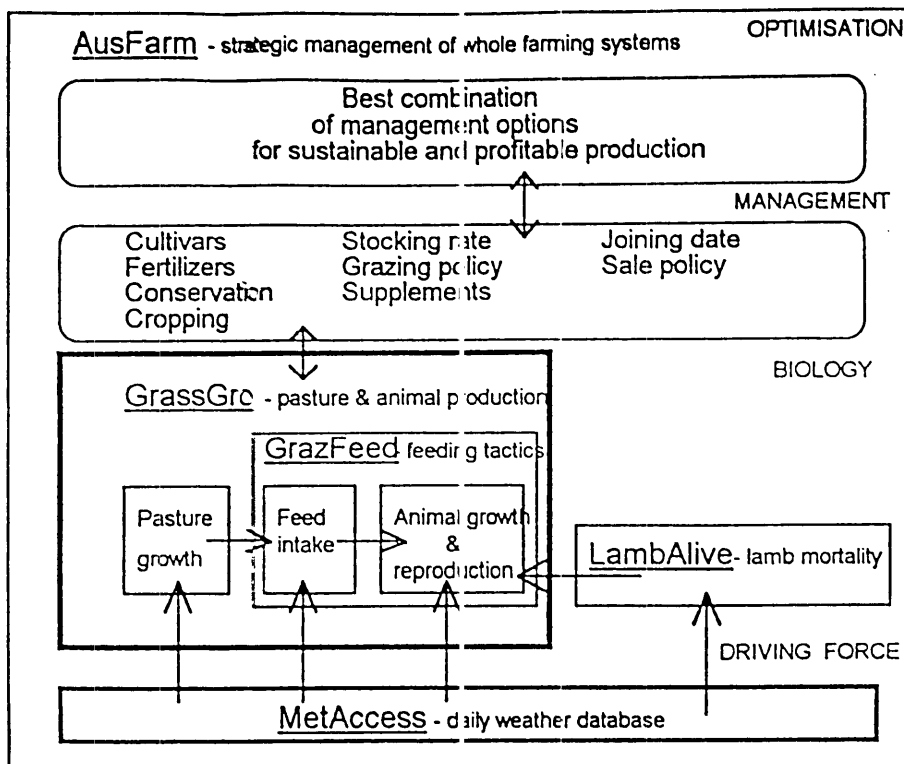 OPTIMISATION
AusFarm - strategic management of whole farming systems
Best combination
of management options
for sustainable and profitable production
MANAGEMENT
Cultivars Stocking rate Joining date
Fertilizers Grazing policy Sale policy
Conservation Supplements
Cropping
BIOLOGY
GrassGro - pasture & animal production
GrazFeed - feeding tactics
Pasture
growth
Feed
intake
Animal growth
&
reproduction
LambAlive - lamb mortality
DRIVING FORCE
MetAccess - daily weather database